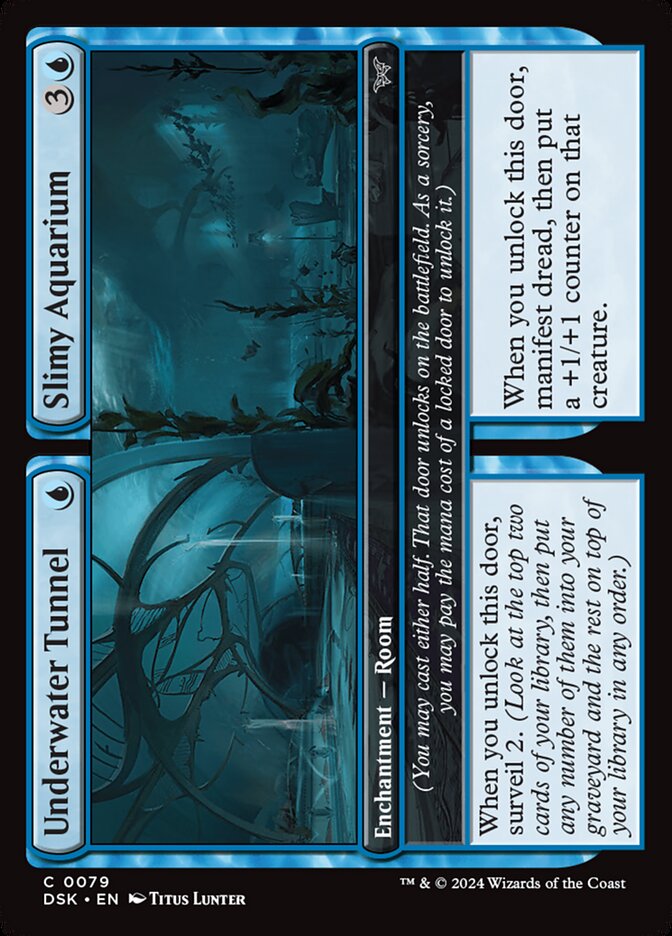 Underwater Tunnel
Slimy Aquarium 3
Enchantment — Room
(You may cast either half. That door unlocks on the battlefield. As a sorcery,
you may pay the mana cost of a locked door to unlock it.)
When you unlock this door,
surveil 2. (Look at the top two
cards of your library, then put
any number of them into your
graveyard and the rest on top of
your library in any order.)
When you unlock this door,
manifest dread, then put
a +1/+1 counter on that
creature.
C 0079
DSK • EN Titus Lunter
™ & © 2024 Wizards of the Coast